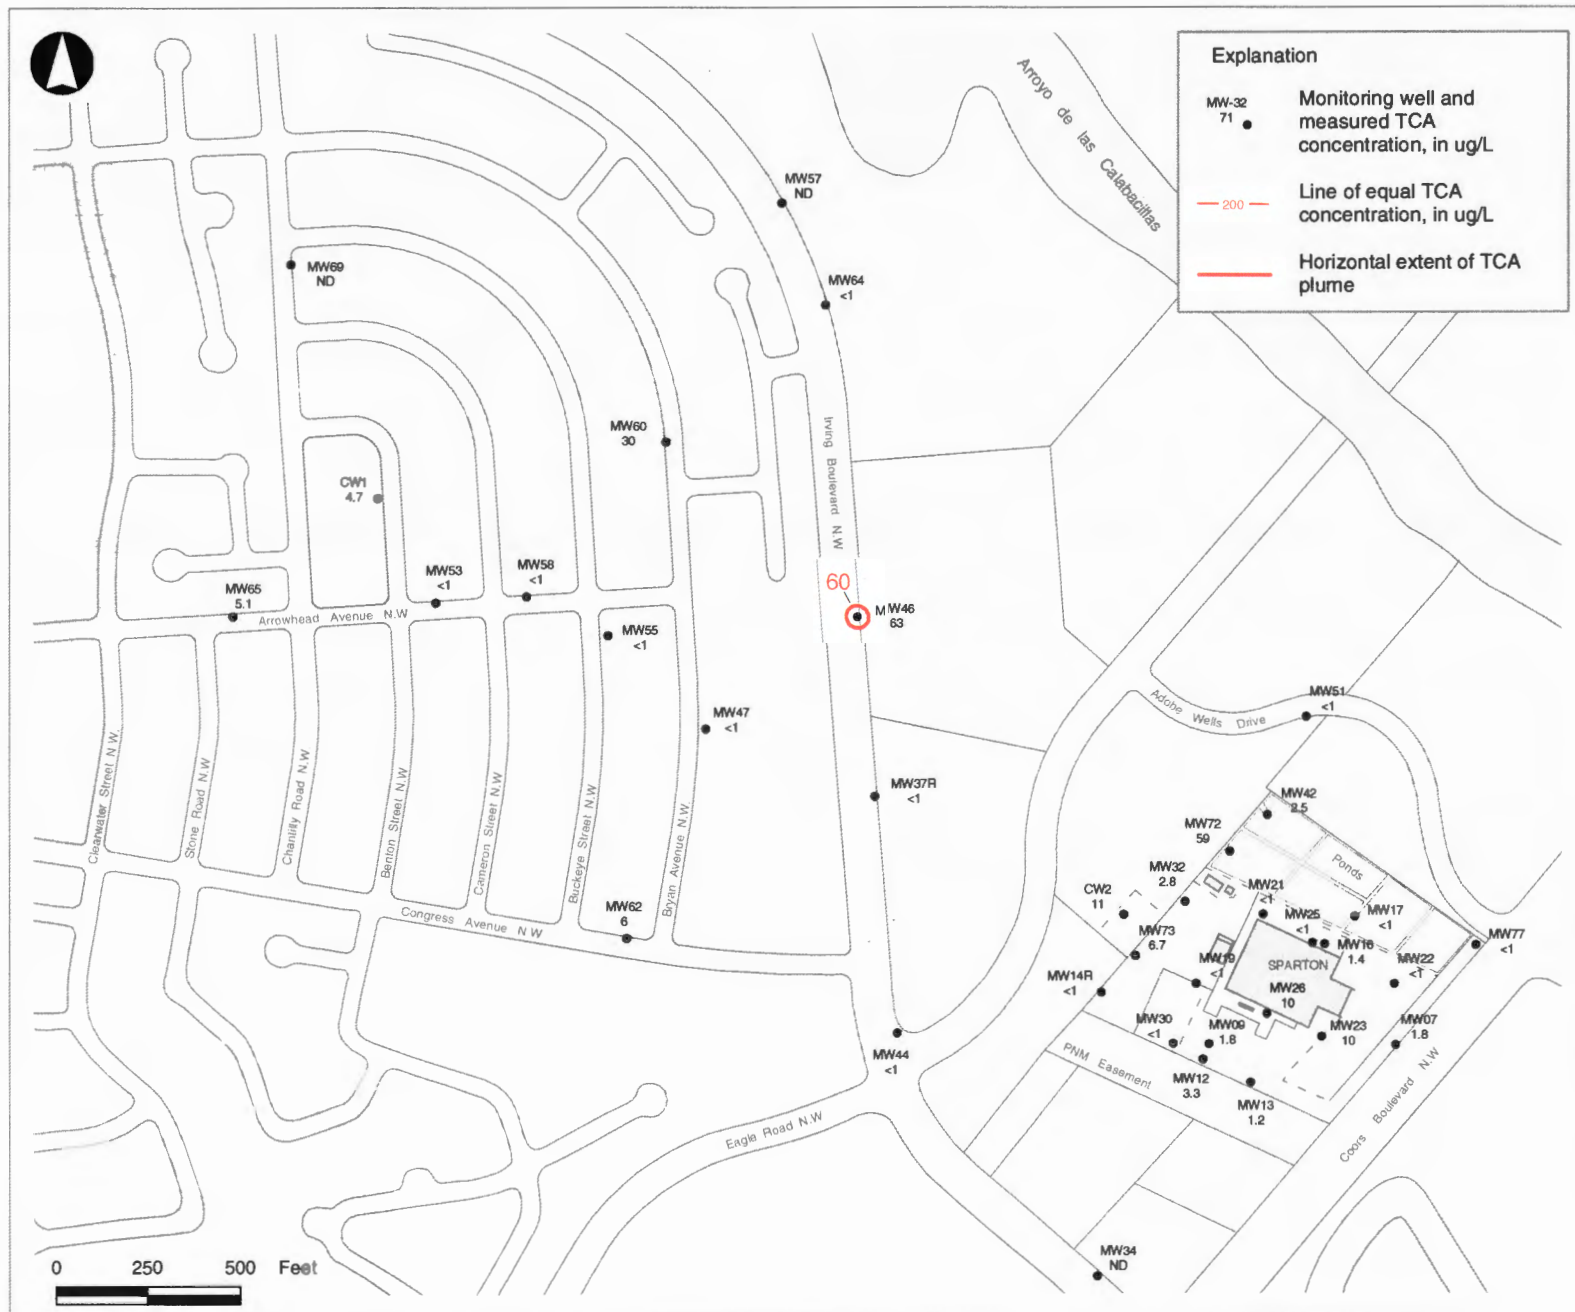 Explanation
MW-32
71
Monitoring well and
measured TCA
concentration, in ug/L
200
Line of equal TCA
concentration, in ug/L
Horizontal extent of TCA
plume
Arroyo de las Calabacillas
MW57
ND
MW69
ND
MW64
<1
MW60
30
Irving Boulevard N.W
CW1
4.7
MW53
<1
MW58
<1
60
MW65
5.1
Arrowhead Avenue N.W
M W46
63
MW55
<1
MW51
<1
Adobe Wells Drive
MW47
<1
MW37R
<1
MW42
2.5
MW72
59
Ponds
MW32
2.8
MW21
<1
CW2
11
MW25
<1
MW17
<1
Clearwater Street N.W.
Stone Road N.W
Chantilly Road N.W
Benton Street N.W
Cameron Street N.W
Buckeye Street N.W
Bryan Avenue N.W
MW62
6
Congress Avenue N.W
MW73
6.7
MW16
1.4
MW77
<1
SPARTON
MW19
<1
MW22
<1
MW14R
<1
MW26
10
MW30
<1
MW09
1.8
MW23
10
MW07
1.8
MW44
<1
PNM Easement
MW12
3.3
MW13
1.2
Coors Boulevard N.W
Eagle Road N.W
MW34
ND
0 250 500 Feet